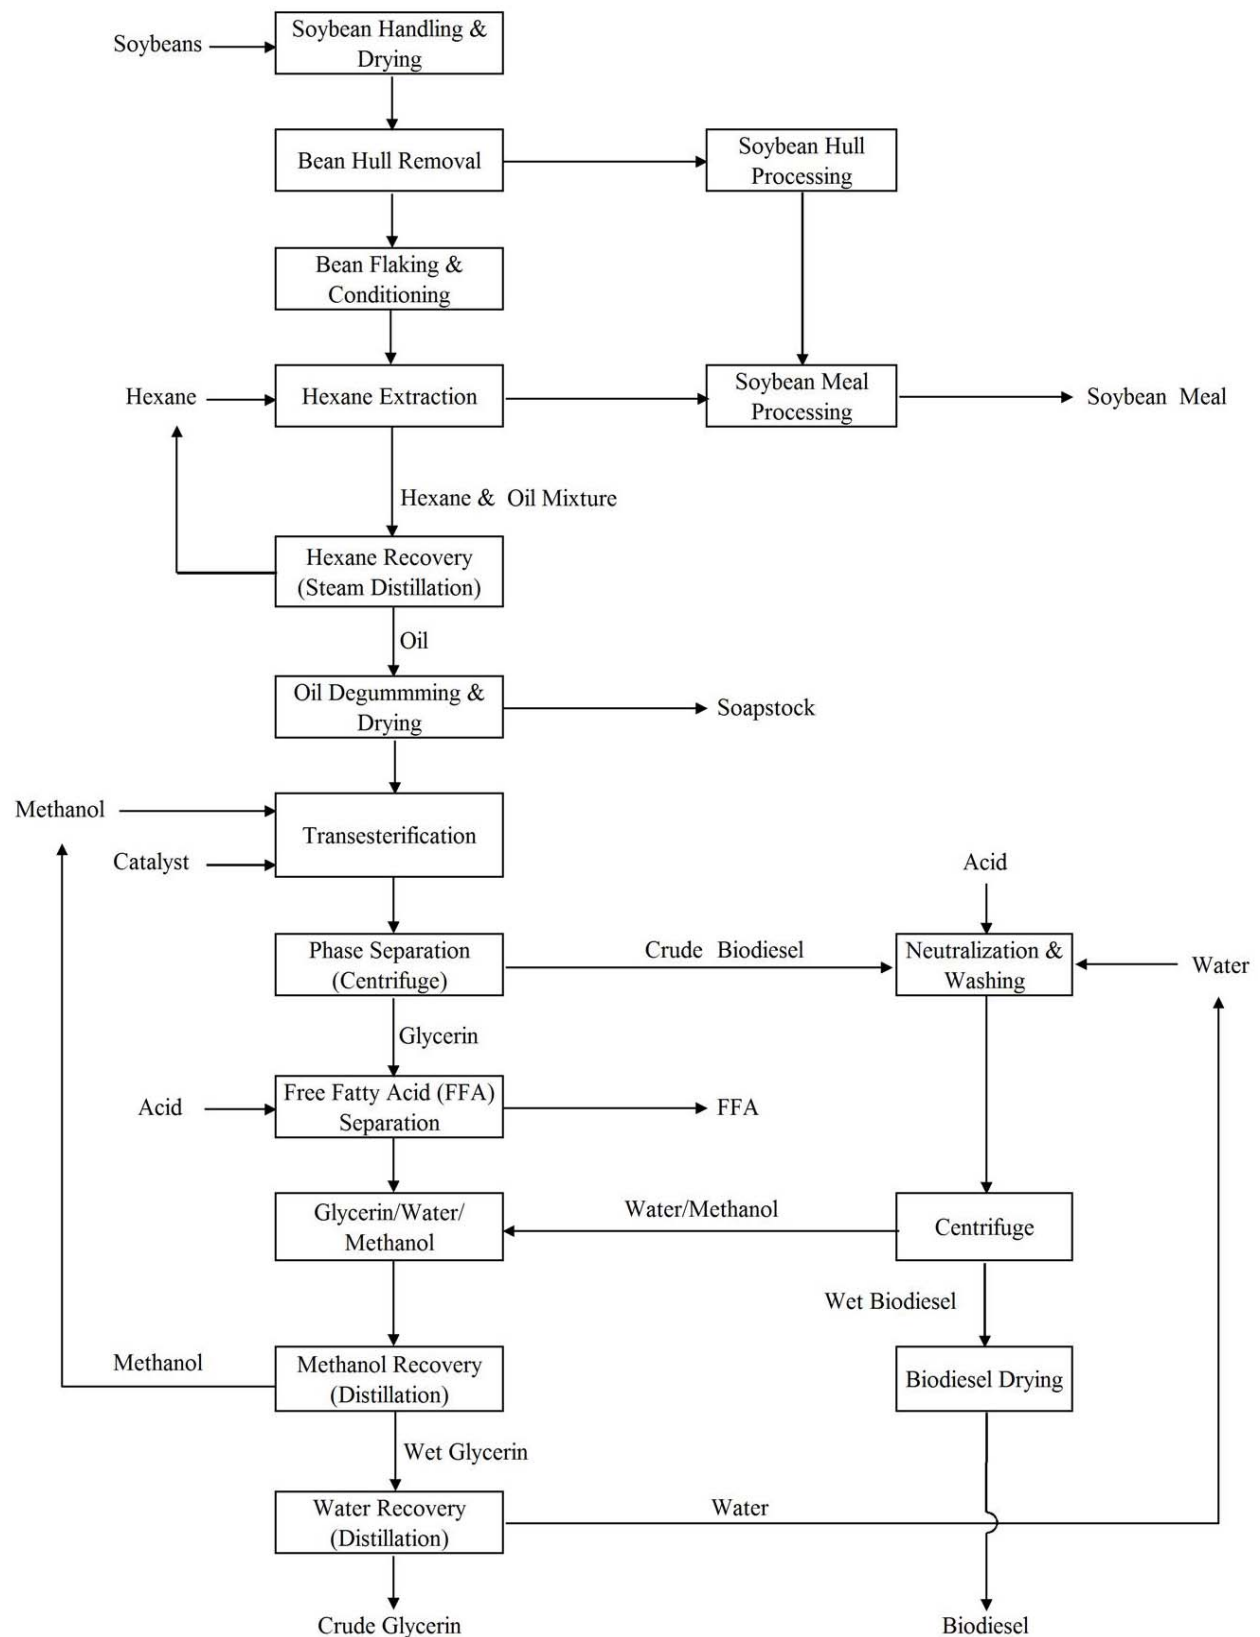 Soybeans
Soybean Handling &
Drying
Bean Hull Removal
Soybean Hull
Processing
Bean Flaking &
Conditioning
Hexane
Hexane Extraction
Soybean Meal
Processing
Soybean Meal
Hexane & Oil Mixture
Hexane Recovery
(Steam Distillation)
Oil
Oil Degummming &
Drying
Soapstock
Methanol
Transesterification
Catalyst
Acid
Phase Separation
(Centrifuge)
Crude Biodiesel
Neutralization &
Washing
Water
Glycerin
Acid
Free Fatty Acid (FFA)
Separation
FFA
Glycerin/Water/
Methanol
Water/Methanol
Centrifuge
Wet Biodiesel
Methanol
Methanol Recovery
(Distillation)
Biodiesel Drying
Wet Glycerin
Water Recovery
(Distillation)
Water
Crude Glycerin
Biodiesel